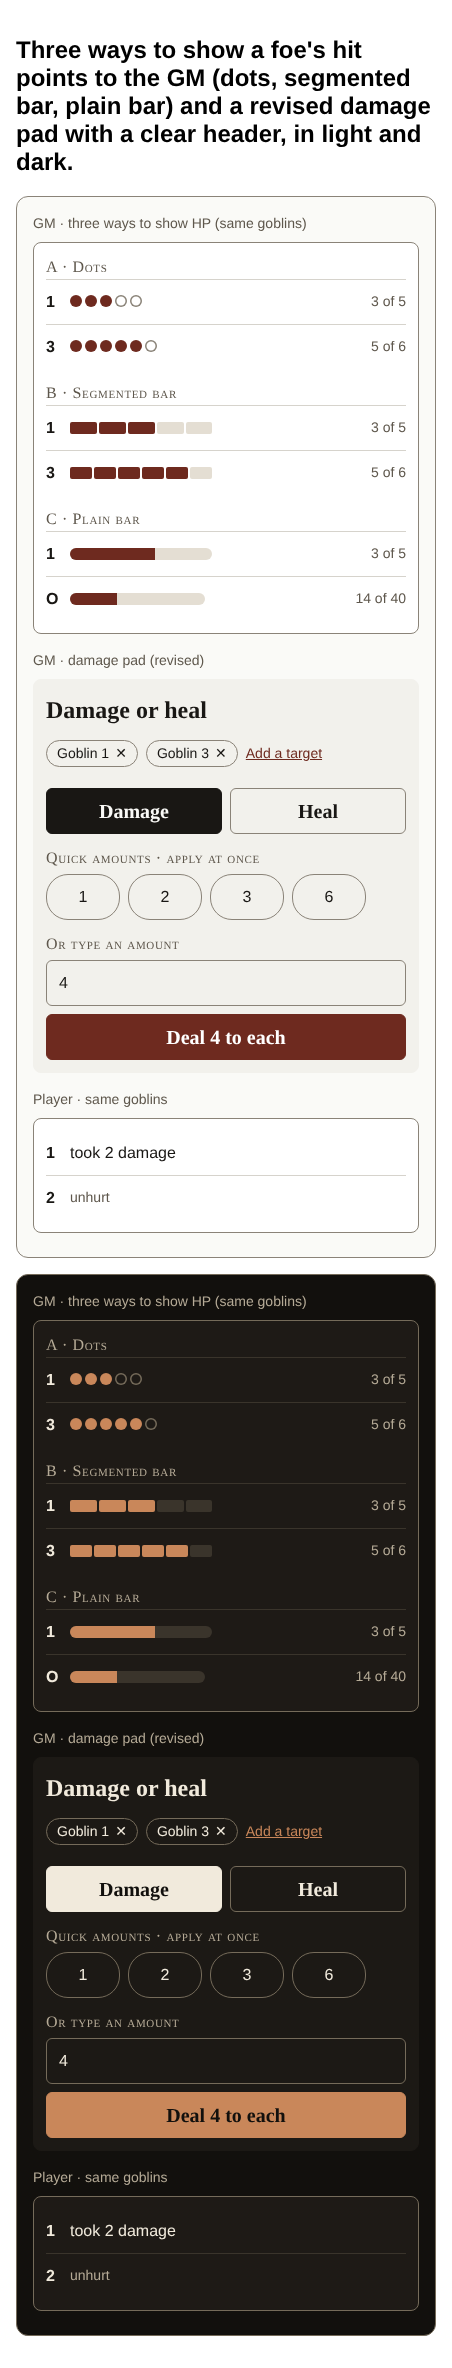 Three ways to show a foe's hit
points to the GM (dots, segmented
bar, plain bar) and a revised damage
pad with a clear header, in light and
dark.
GM · three ways to show HP (same goblins)
A · Dots
1 3 of 5
3 5 of 6
B · Segmented bar
1 3 of 5
3 5 of 6
C · Plain bar
1 3 of 5
O 14 of 40
GM · damage pad (revised)
Damage or heal
Goblin 1 ✕ Goblin 3 ✕ Add a target
Damage Heal
Quick amounts · apply at once
1 2 3 6
Or type an amount
4
Deal 4 to each
Player · same goblins
1 took 2 damage
2 unhurt
GM · three ways to show HP (same goblins)
A · Dots
1 3 of 5
3 5 of 6
B · Segmented bar
1 3 of 5
3 5 of 6
C · Plain bar
1 3 of 5
O 14 of 40
GM · damage pad (revised)
Damage or heal
Goblin 1 ✕ Goblin 3 ✕ Add a target
Damage Heal
Quick amounts · apply at once
1 2 3 6
Or type an amount
4
Deal 4 to each
Player · same goblins
1 took 2 damage
2 unhurt